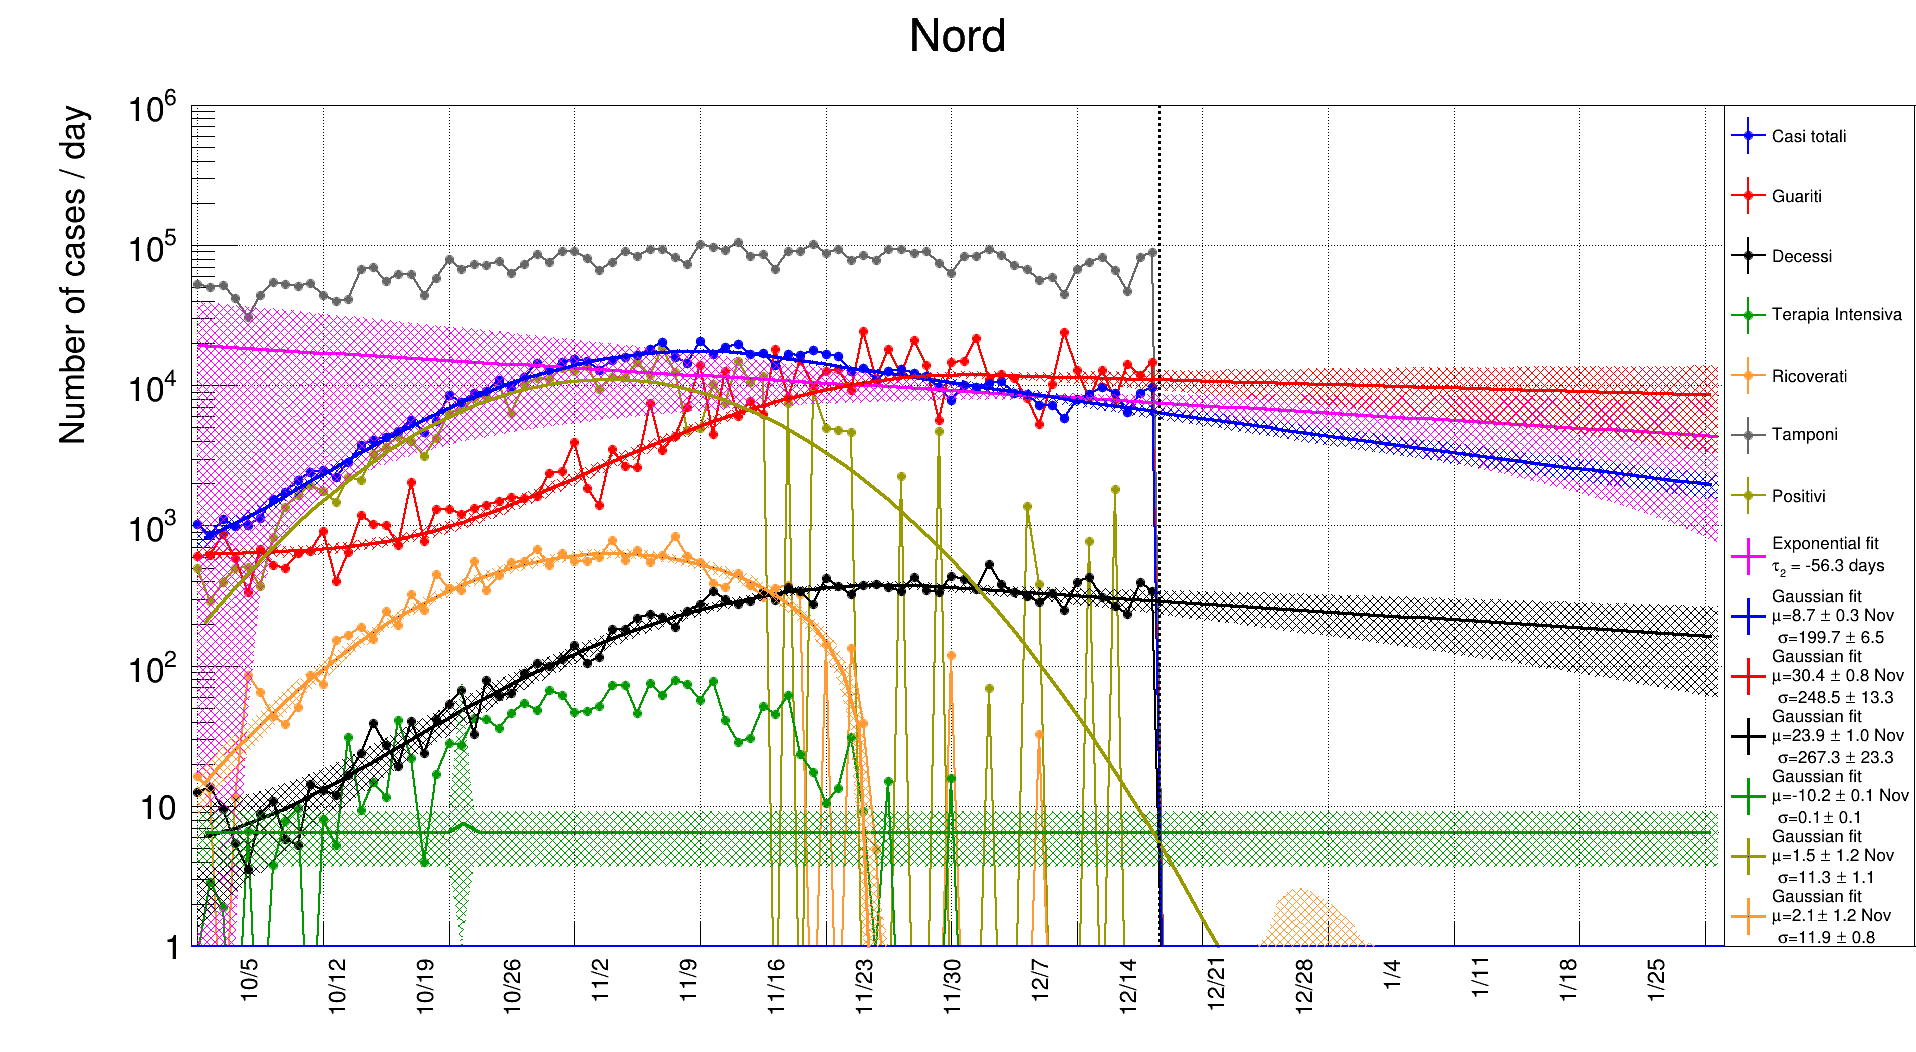 Nord
Number of cases / day
10^6
10^5
10^4
10^3
10^2
10
1
10/5
10/12
10/19
10/26
11/2
11/9
11/16
11/23
11/30
12/7
12/14
12/21
12/28
1/4
1/11
1/18
1/25
Casi totali
Guariti
Decessi
Terapia Intensiva
Ricoverati
Tamponi
Positivi
Exponential fit
τ_2 = -56.3 days
Gaussian fit
μ=8.7 ± 0.3 Nov
σ=199.7 ± 6.5
Gaussian fit
μ=30.4 ± 0.8 Nov
σ=248.5 ± 13.3
Gaussian fit
μ=23.9 ± 1.0 Nov
σ=267.3 ± 23.3
Gaussian fit
μ=-10.2 ± 0.1 Nov
σ=0.1 ± 0.1
Gaussian fit
μ=1.5 ± 1.2 Nov
σ=11.3 ± 1.1
Gaussian fit
μ=2.1 ± 1.2 Nov
σ=11.9 ± 0.8